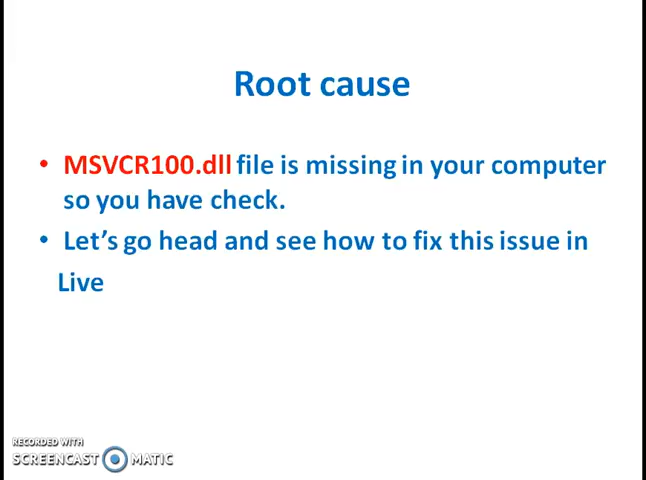 Root cause
• MSVCR100.dll file is missing in your computer
so you have check.
• Let's go head and see how to fix this issue in
Live
RECORDED WITH
SCREENCAST MATIC